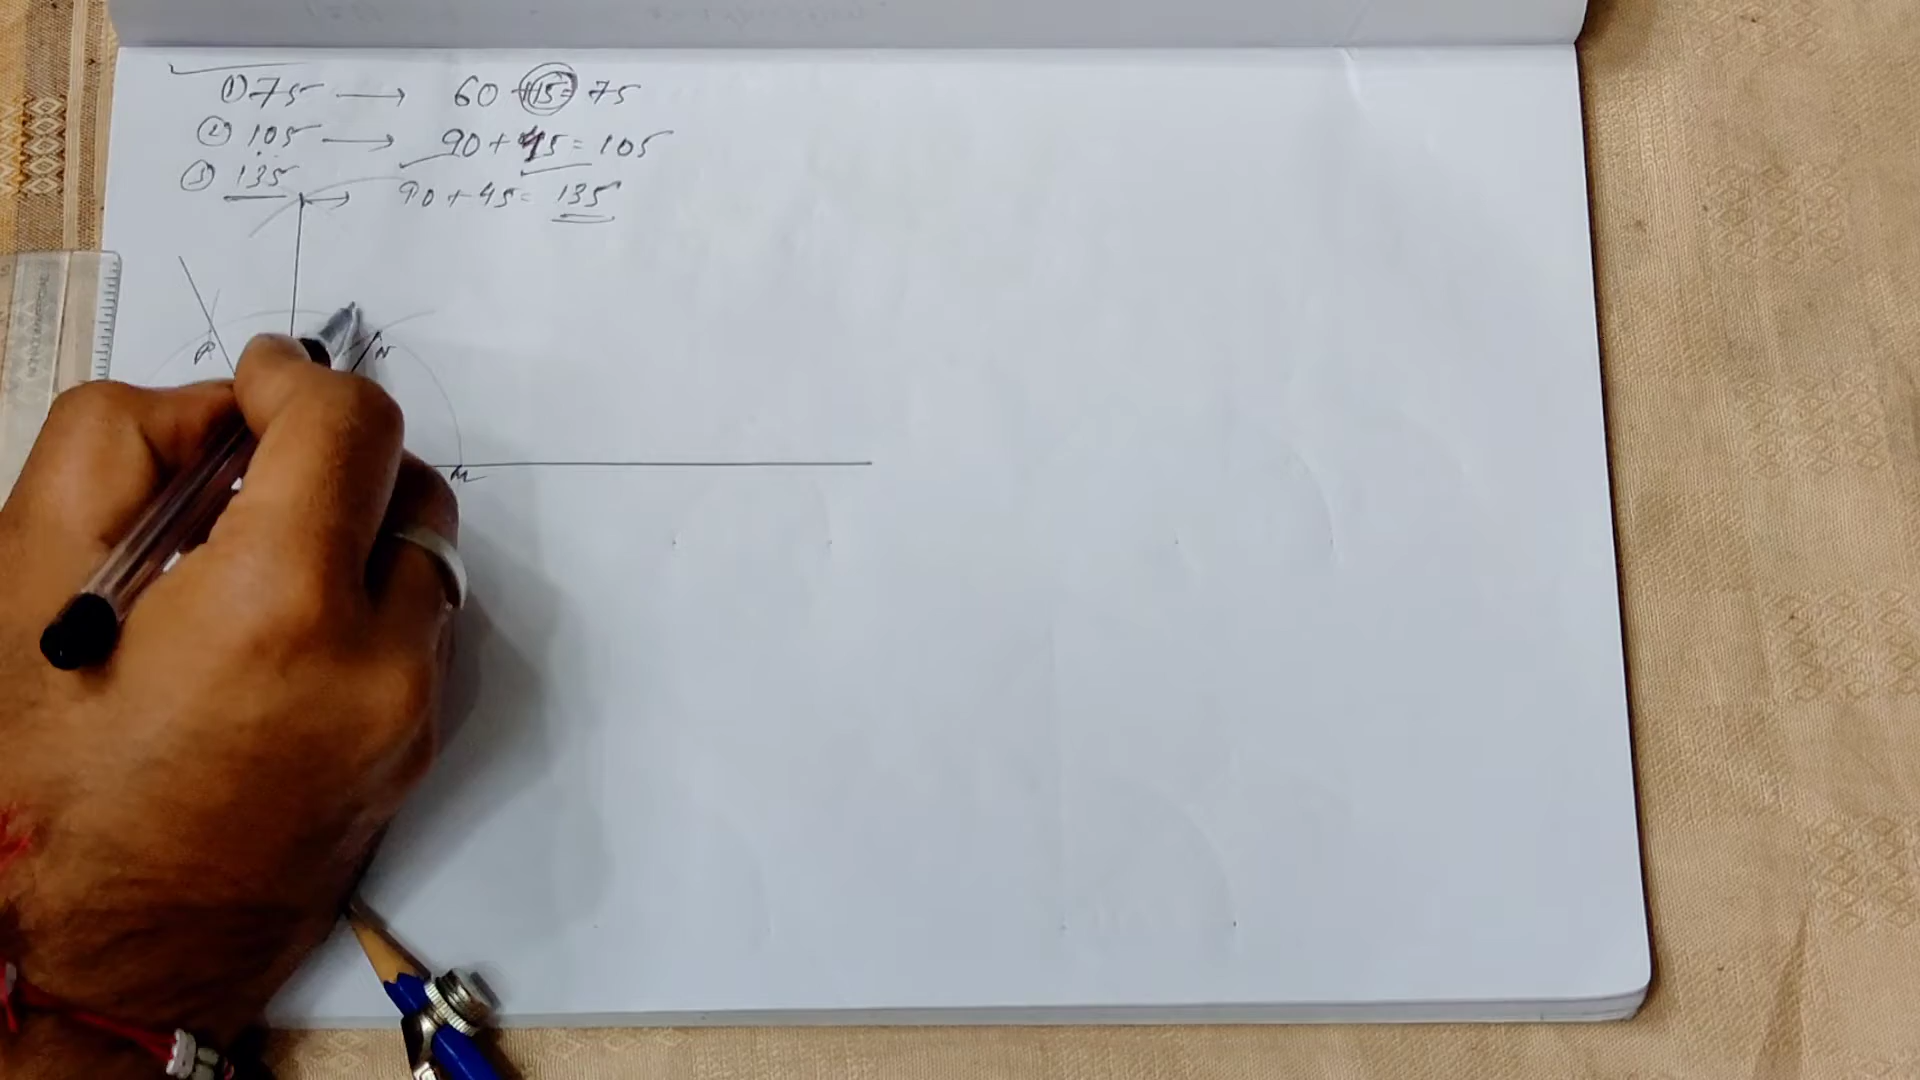 ① 75 → 60 +15= 75
② 105 → 90+15 = 105
③ 135 → 90+45= 135
P
N
M